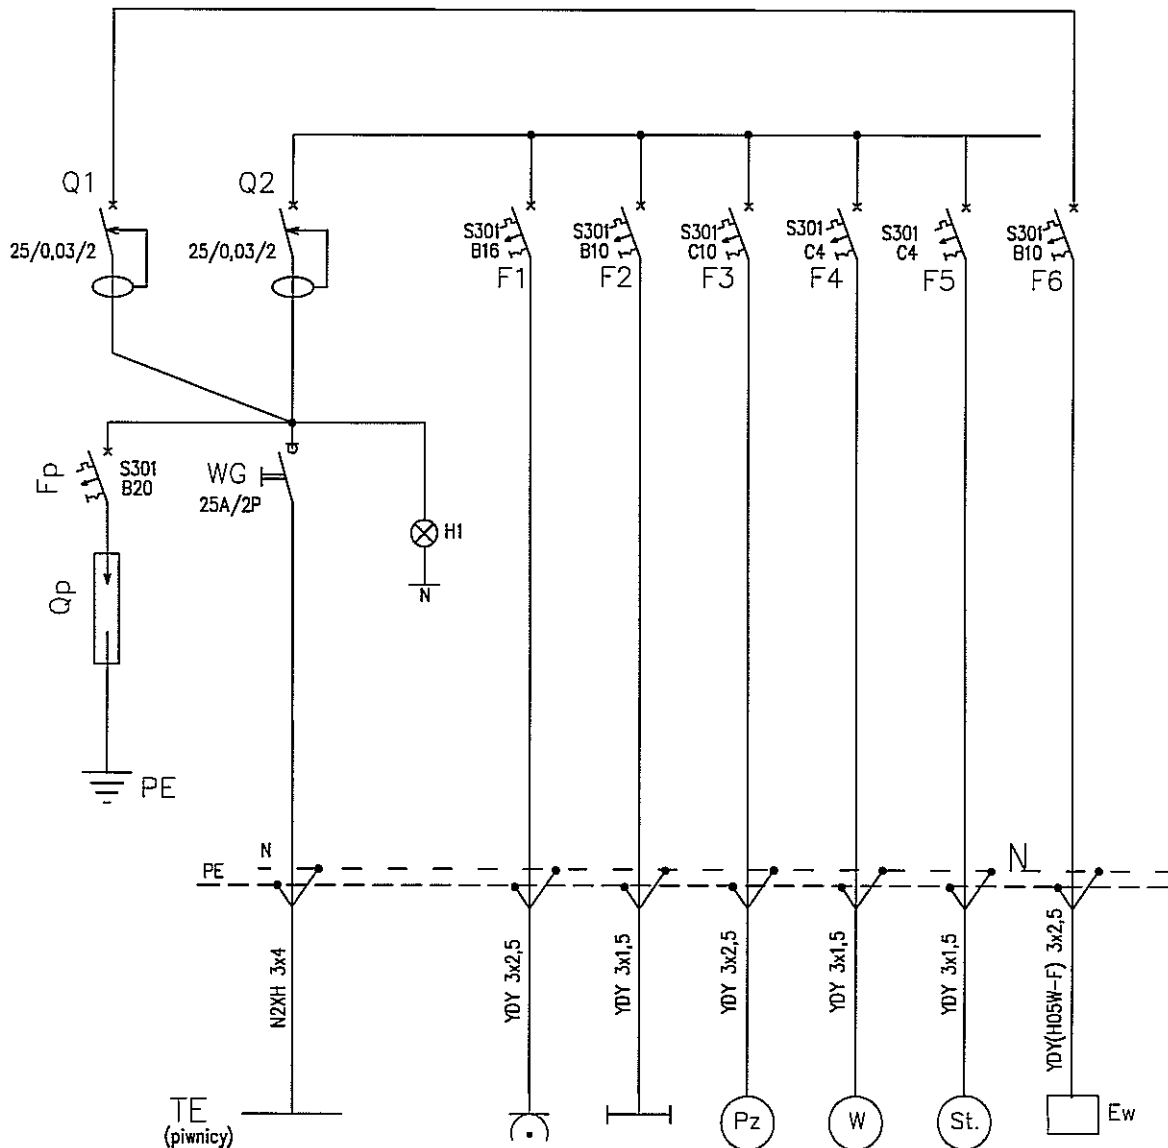 Q1
Q2
25/0,03/2
25/0,03/2
S301
B16
F1
S301
B10
F2
S301
C10
F3
S301
C4
F4
S301
C4
F5
S301
B10
F6
Fp
S301
B20
WG
25A/2P
H1
N
Qp
PE
N
PE
N
N2XH 3x4
YDY 3x2,5
YDY 3x1,5
YDY 3x2,5
YDY 3x1,5
YDY 3x1,5
YDY(H05W-F) 3x2,5
TE
(piwnicy)
Pz
W
St.
Ew